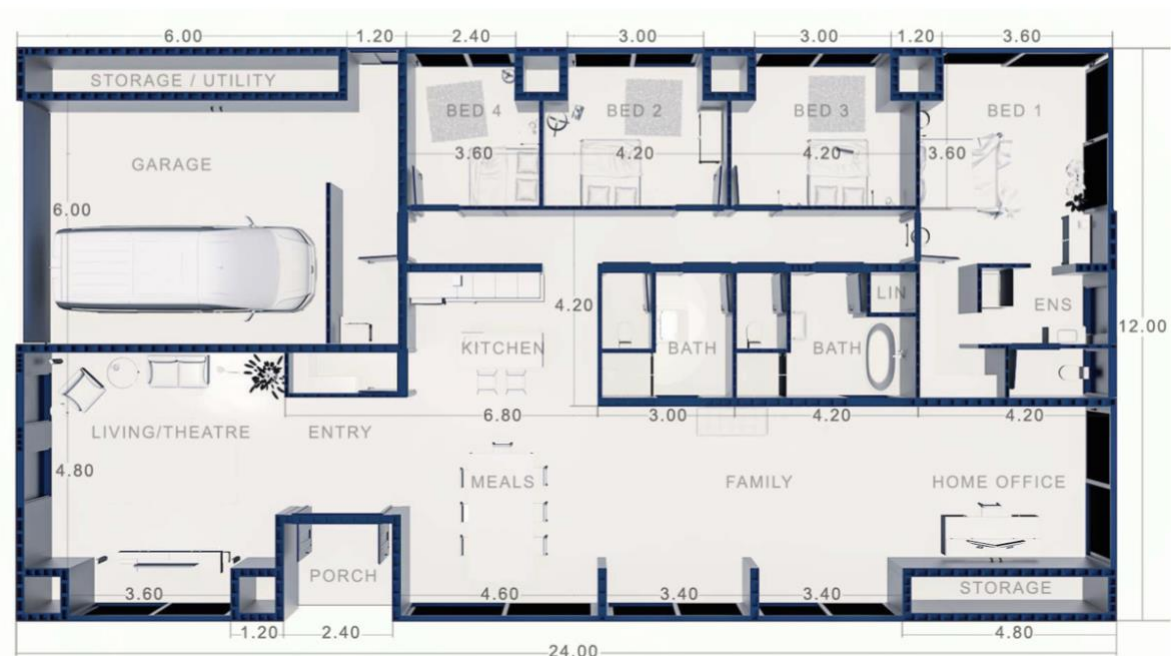 6.00 1.20 2.40 3.00 3.00 1.20 3.60
STORAGE / UTILITY
BED 4 BED 2 BED 3 BED 1
GARAGE 3.60 4.20 4.20 3.60
6.00
LIN
4.20 ENS
12.00
KITCHEN BATH BATH
6.80 3.00 4.20 4.20
LIVING/THEATRE ENTRY
4.80
MEALS FAMILY HOME OFFICE
PORCH
STORAGE
3.60 4.60 3.40 3.40
1.20 2.40 4.80
24.00